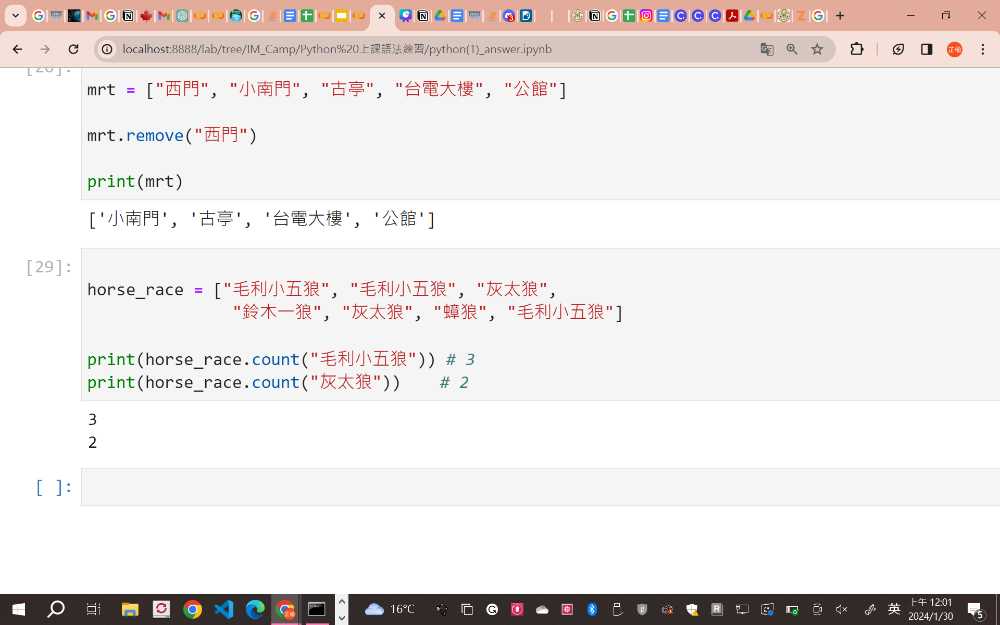 localhost:8888/lab/tree/IM_Camp/Python%20上課語法練習/python(1)_answer.ipynb
芷榆
mrt = ["西門", "小南門", "古亭", "台電大樓", "公館"]
mrt.remove("西門")
print(mrt)
['小南門', '古亭', '台電大樓', '公館']
[29]:
horse_race = ["毛利小五狼", "毛利小五狼", "灰太狼",
"鈴木一狼", "灰太狼", "蟑狼", "毛利小五狼"]
print(horse_race.count("毛利小五狼")) # 3
print(horse_race.count("灰太狼")) # 2
3
2
[ ]:
16°C
英
上午 12:01
2024/1/30
5